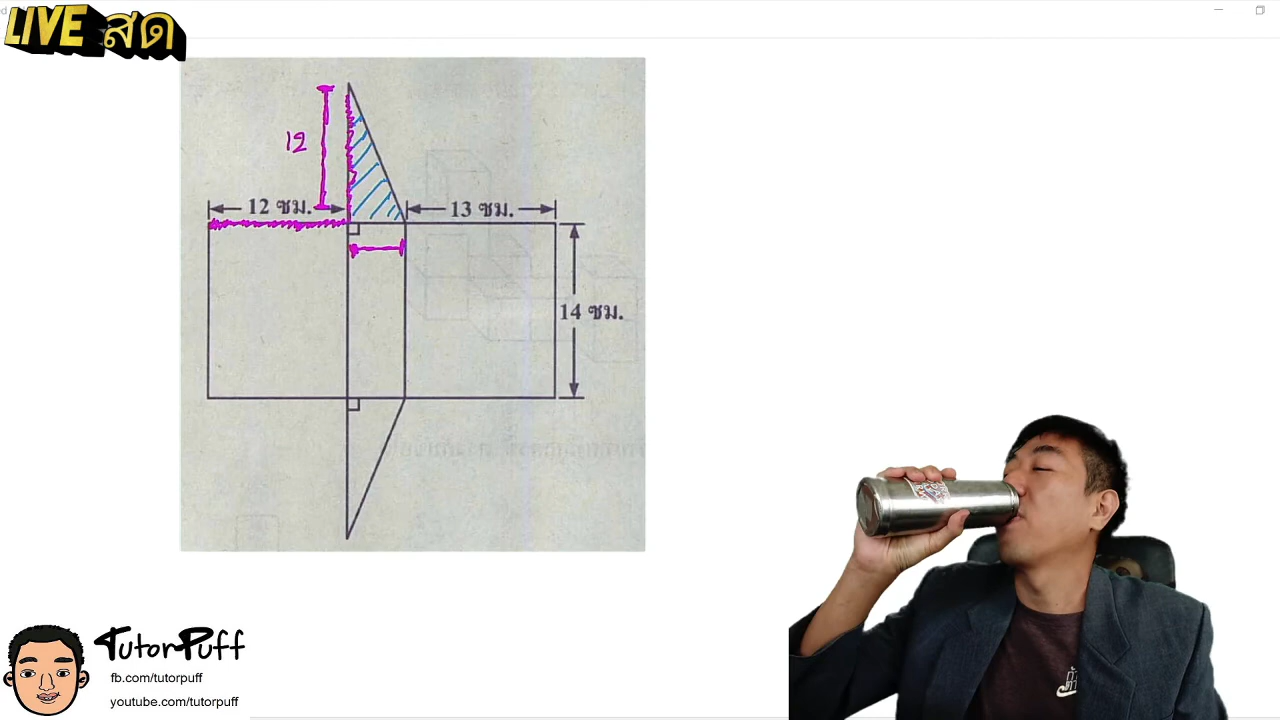 LIVE สด
12
12 ซม.
13 ซม.
14 ซม.
TutorPuff
fb.com/tutorpuff
youtube.com/tutorpuff